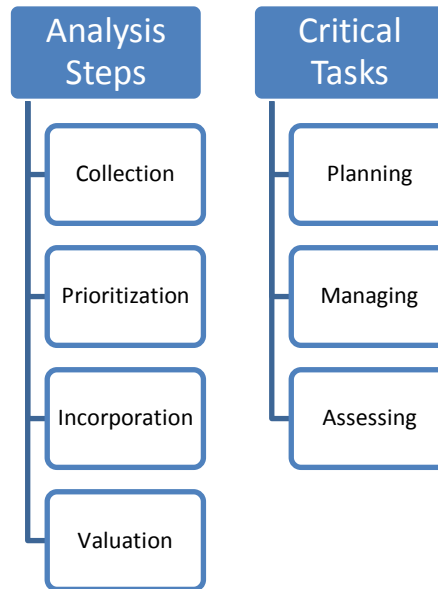 Analysis
Steps
Collection
Prioritization
Incorporation
Valuation
Critical
Tasks
Planning
Managing
Assessing